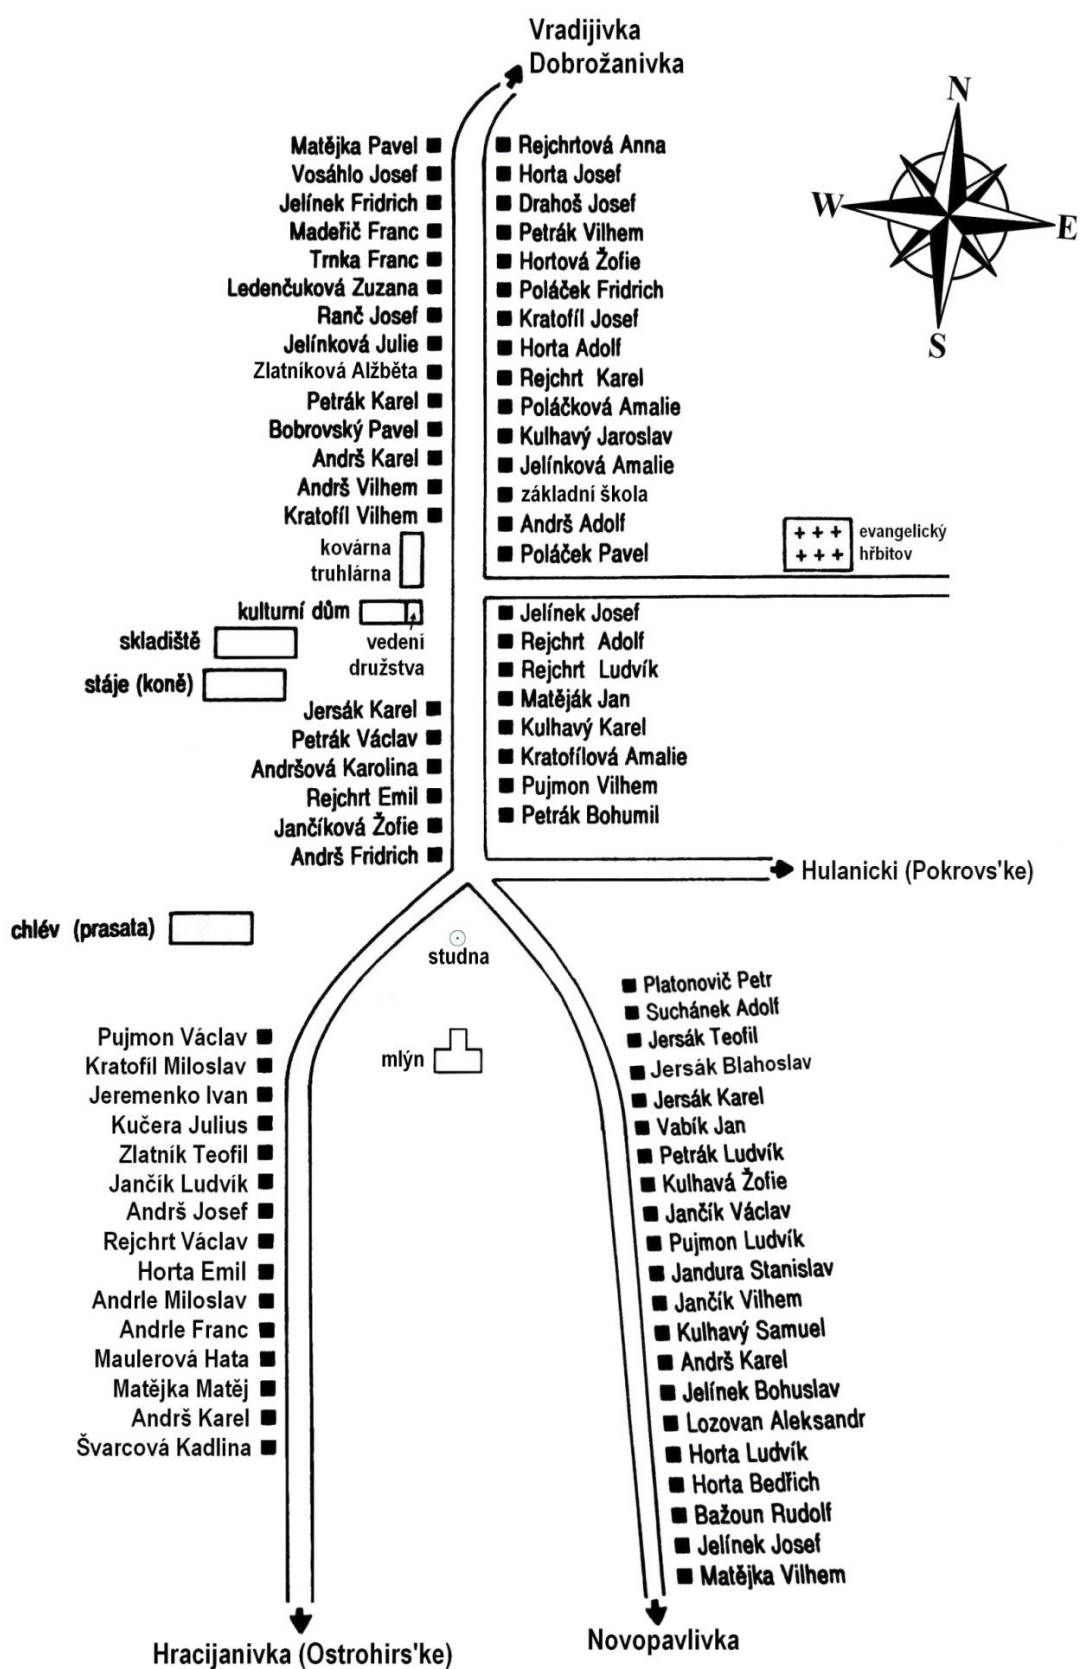 Vradijivka
Dobrožanivka
N
W
E
S
Matějka Pavel
Vosáhlo Josef
Jelínek Fridrich
Madeřič Franc
Trnka Franc
Ledenčuková Zuzana
Ranč Josef
Jelínková Julie
Zlatníková Alžběta
Petrák Karel
Bobrovský Pavel
Andrš Karel
Andrš Vilhem
Kratofíl Vilhem
kovárna
truhlárna
kulturní dům
vedení
družstva
skladiště
stáje (koně)
Jersák Karel
Petrák Václav
Andršová Karolina
Rejchrt Emil
Jančíková Žofie
Andrš Fridrich
Rejchrtová Anna
Horta Josef
Drahoš Josef
Petrák Vilhem
Hortová Žofie
Poláček Fridrich
Kratofíl Josef
Horta Adolf
Rejchrt Karel
Poláčková Amalie
Kulhavý Jaroslav
Jelínková Amalie
základní škola
Andrš Adolf
Poláček Pavel
evangelický
hřbitov
Jelínek Josef
Rejchrt Adolf
Rejchrt Ludvík
Matěják Jan
Kulhavý Karel
Kratofílová Amalie
Pujmon Vilhem
Petrák Bohumil
Hulanicki (Pokrovs'ke)
chlév (prasata)
studna
mlýn
Pujmon Václav
Kratofíl Miloslav
Jeremenko Ivan
Kučera Julius
Zlatník Teofil
Jančík Ludvík
Andrš Josef
Rejchrt Václav
Horta Emil
Andrle Miloslav
Andrle Franc
Maulerová Hata
Matějka Matěj
Andrš Karel
Švarcová Kadlina
Platonovič Petr
Suchánek Adolf
Jersák Teofil
Jersák Blahoslav
Jersák Karel
Vabík Jan
Petrák Ludvík
Kulhavá Žofie
Jančík Václav
Pujmon Ludvík
Jandura Stanislav
Jančík Vilhem
Kulhavý Samuel
Andrš Karel
Jelínek Bohuslav
Lozovan Aleksandr
Horta Ludvík
Horta Bedřich
Bažoun Rudolf
Jelínek Josef
Matějka Vilhem
Hracijanivka (Ostrohirs'ke)
Novopavlivka